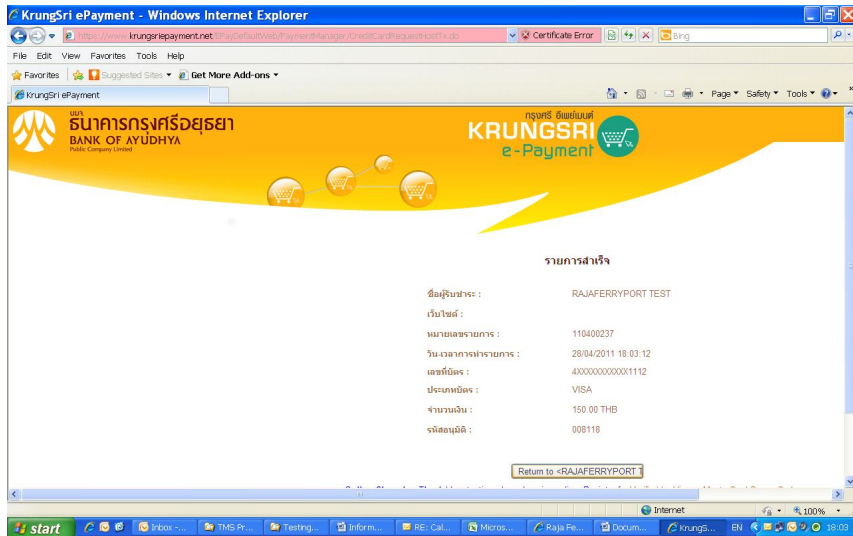 KrungSri ePayment - Windows Internet Explorer
https://www.krungsriepayment.net/EPayDefaultWeb/PaymentManager/CreditCardRequestHostTx.do Certificate Error Bing
File Edit View Favorites Tools Help
Favorites Suggested Sites Get More Add-ons
KrungSri ePayment Page Safety Tools
บมจ. กรุงศรี อีเพย์เมนต์
ธนาคารกรุงศรีอยุธยา KRUNGSRI
BANK OF AYUDHYA e-Payment
Public Company Limited
รายการสำเร็จ
ชื่อผู้รับชำระ : RAJAFERRYPORT TEST
เว็บไซต์ :
หมายเลขรายการ : 110400237
วัน-เวลาการทำรายการ : 28/04/2011 18:03:12
เลขที่บัตร : 4XXXXXXXXXXX1112
ประเภทบัตร : VISA
จำนวนเงิน : 150.00 THB
รหัสอนุมัติ : 008118
Return to <RAJAFERRYPORT T
Internet 100%
start Inbox -... TMS Pr... Testing... Inform... RE: Cal... Micros... Raja Fe... Docum... KrungS... EN 18:03